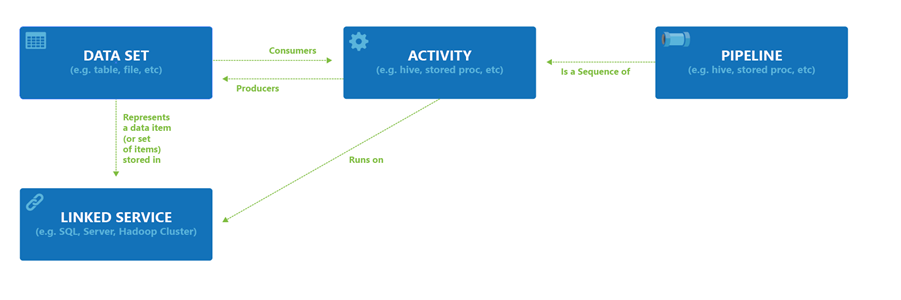 DATA SET
(e.g. table, file, etc)
Consumers
Producers
ACTIVITY
(e.g. hive, stored proc, etc)
Is a Sequence of
PIPELINE
(e.g. hive, stored proc, etc)
Represents
a data item
(or set
of items)
stored in
Runs on
LINKED SERVICE
(e.g. SQL, Server, Hadoop Cluster)